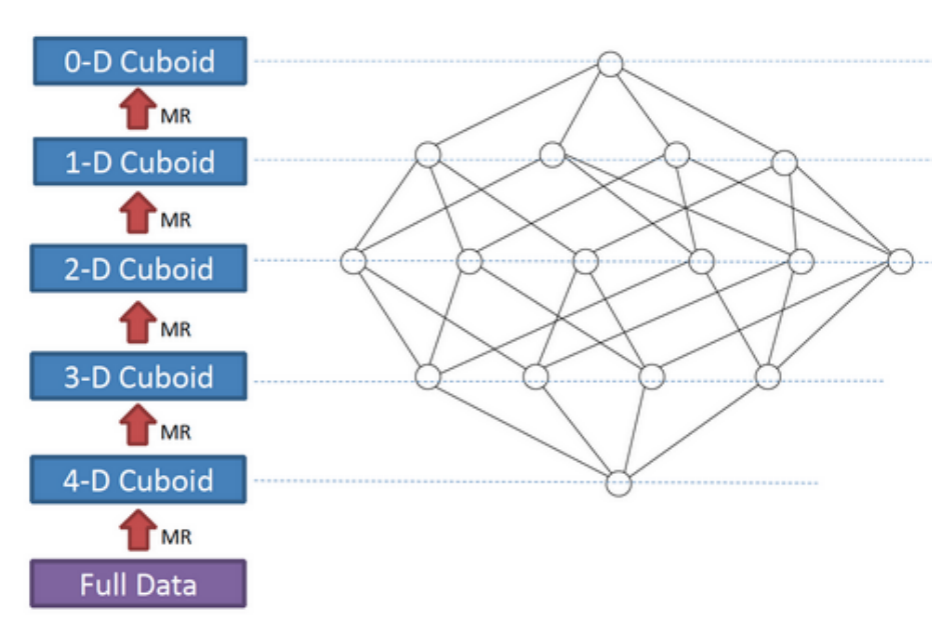 0-D Cuboid
MR
1-D Cuboid
MR
2-D Cuboid
MR
3-D Cuboid
MR
4-D Cuboid
MR
Full Data